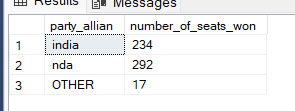 Results Messages
party_allian number_of_seats_won
1 india 234
2 nda 292
3 OTHER 17